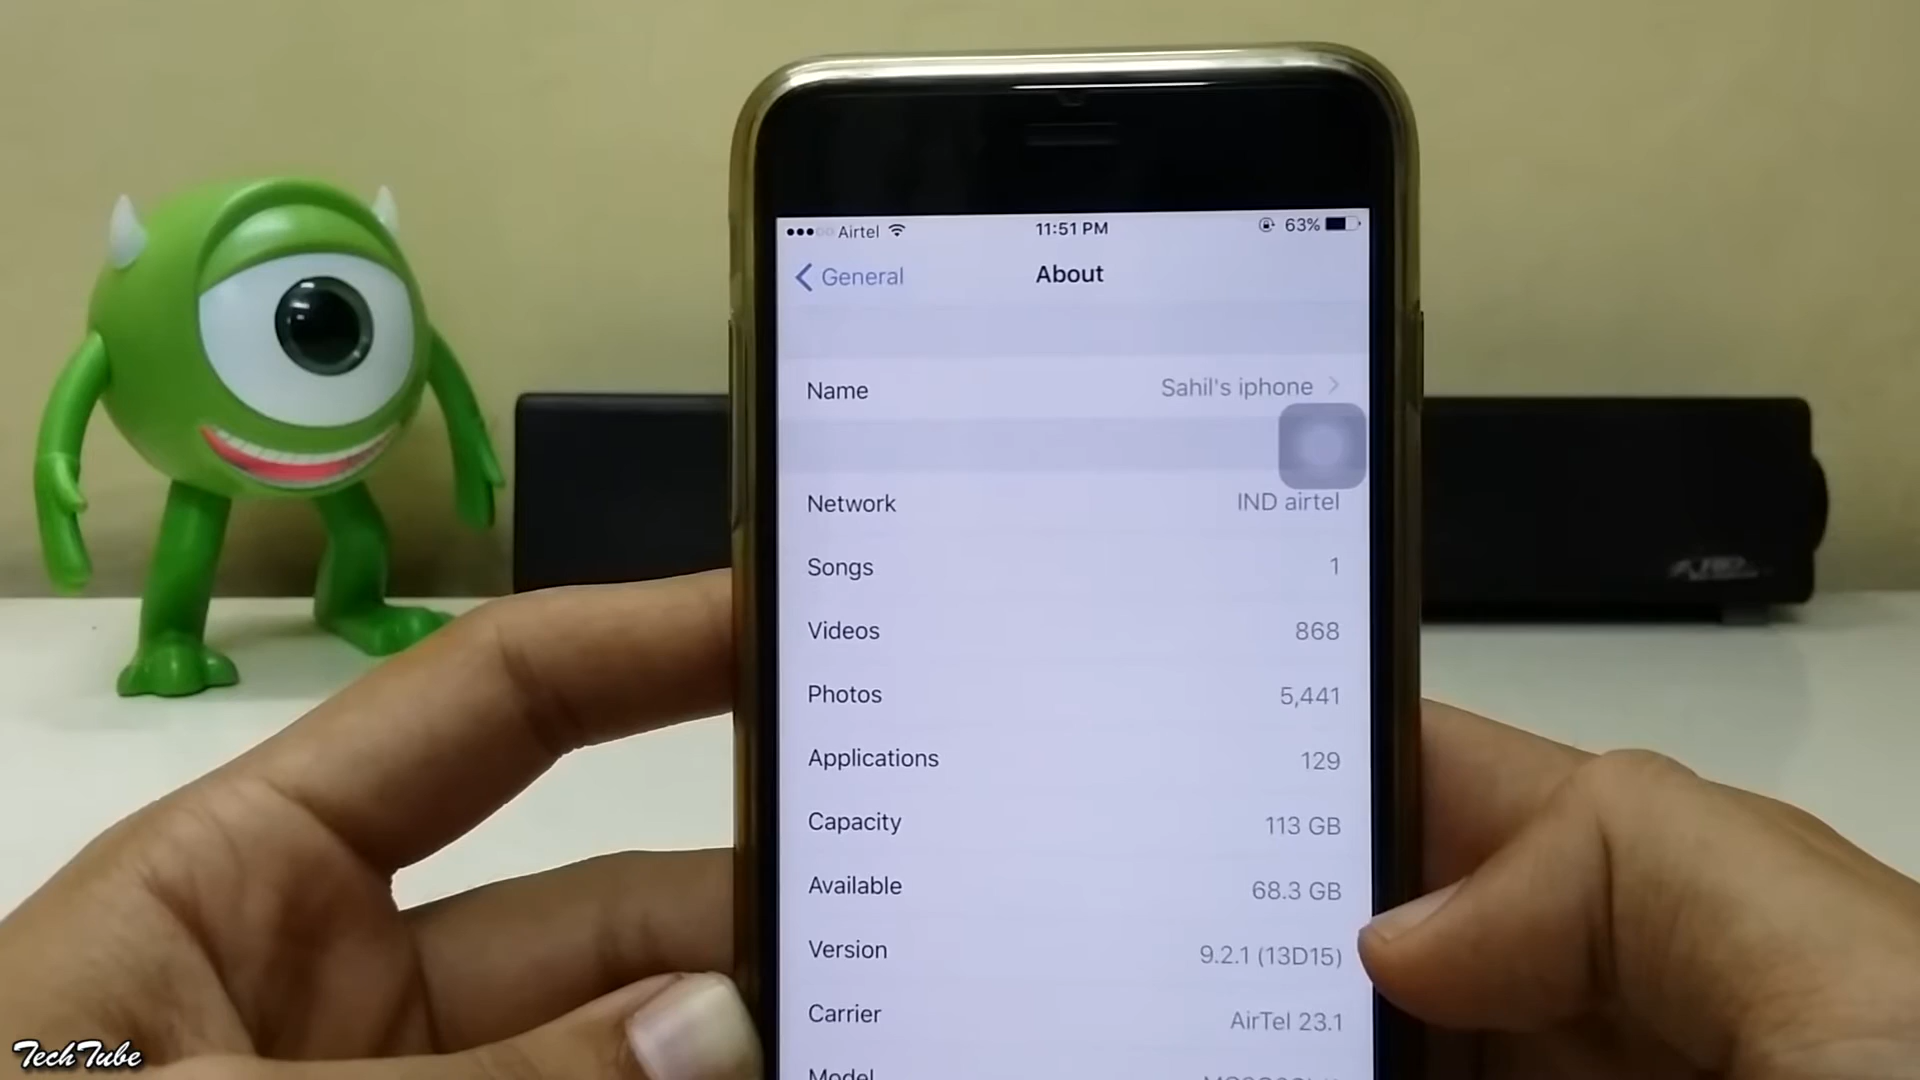 Airtel 11:51 PM 63%
General About
Name Sahil's iphone
Network IND airtel
Songs 1
Videos 868
Photos 5,441
Applications 129
Capacity 113 GB
Available 68.3 GB
Version 9.2.1 (13D15)
Carrier AirTel 23.1
Model
TechTube